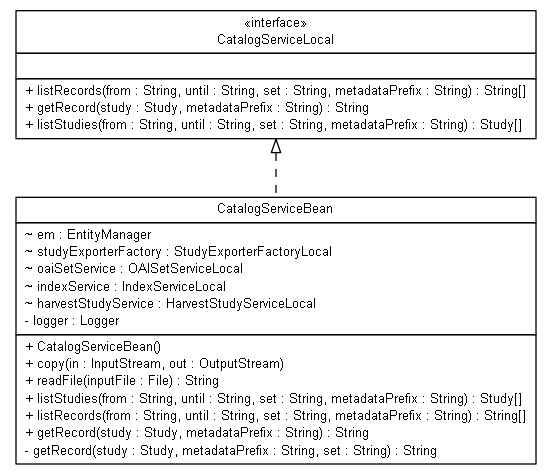 «interface»
CatalogServiceLocal
+ listRecords(from : String, until : String, set : String, metadataPrefix : String) : String[]
+ getRecord(study : Study, metadataPrefix : String) : String
+ listStudies(from : String, until : String, set : String, metadataPrefix : String) : Study[]
CatalogServiceBean
~ em : EntityManager
~ studyExporterFactory : StudyExporterFactoryLocal
~ oaiSetService : OAISetServiceLocal
~ indexService : IndexServiceLocal
~ harvestStudyService : HarvestStudyServiceLocal
- logger : Logger
+ CatalogServiceBean()
+ copy(in : InputStream, out : OutputStream)
+ readFile(inputFile : File) : String
+ listStudies(from : String, until : String, set : String, metadataPrefix : String) : Study[]
+ listRecords(from : String, until : String, set : String, metadataPrefix : String) : String[]
+ getRecord(study : Study, metadataPrefix : String) : String
- getRecord(study : Study, metadataPrefix : String, set : String) : String